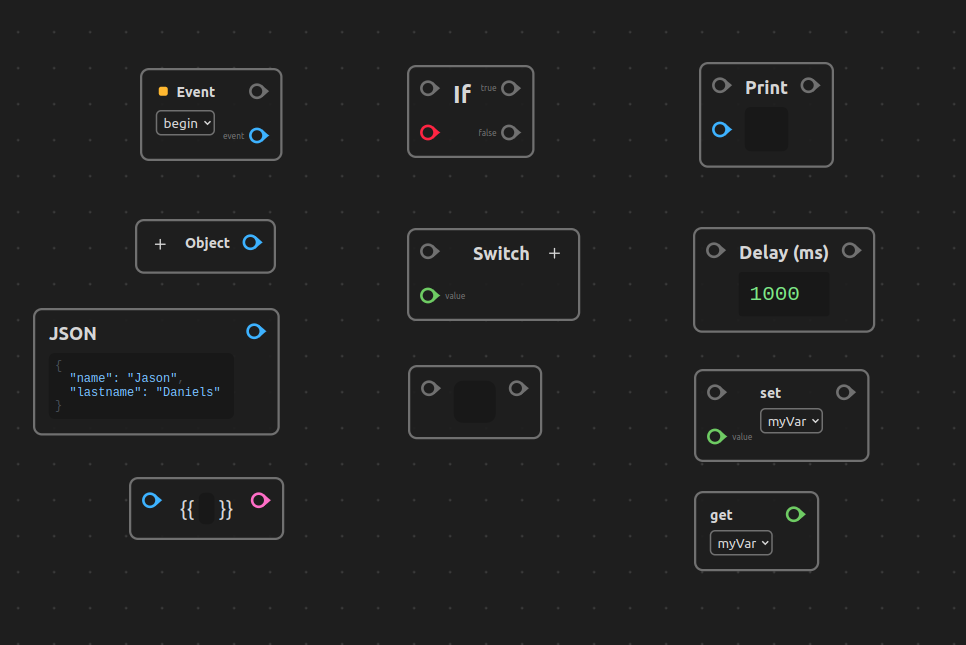 Event
begin
event
If
true
false
Print
+ Object
Switch +
value
Delay (ms)
1000
JSON
{
"name": "Jason",
"lastname": "Daniels"
}
set
myVar
value
{{ }}
get
myVar